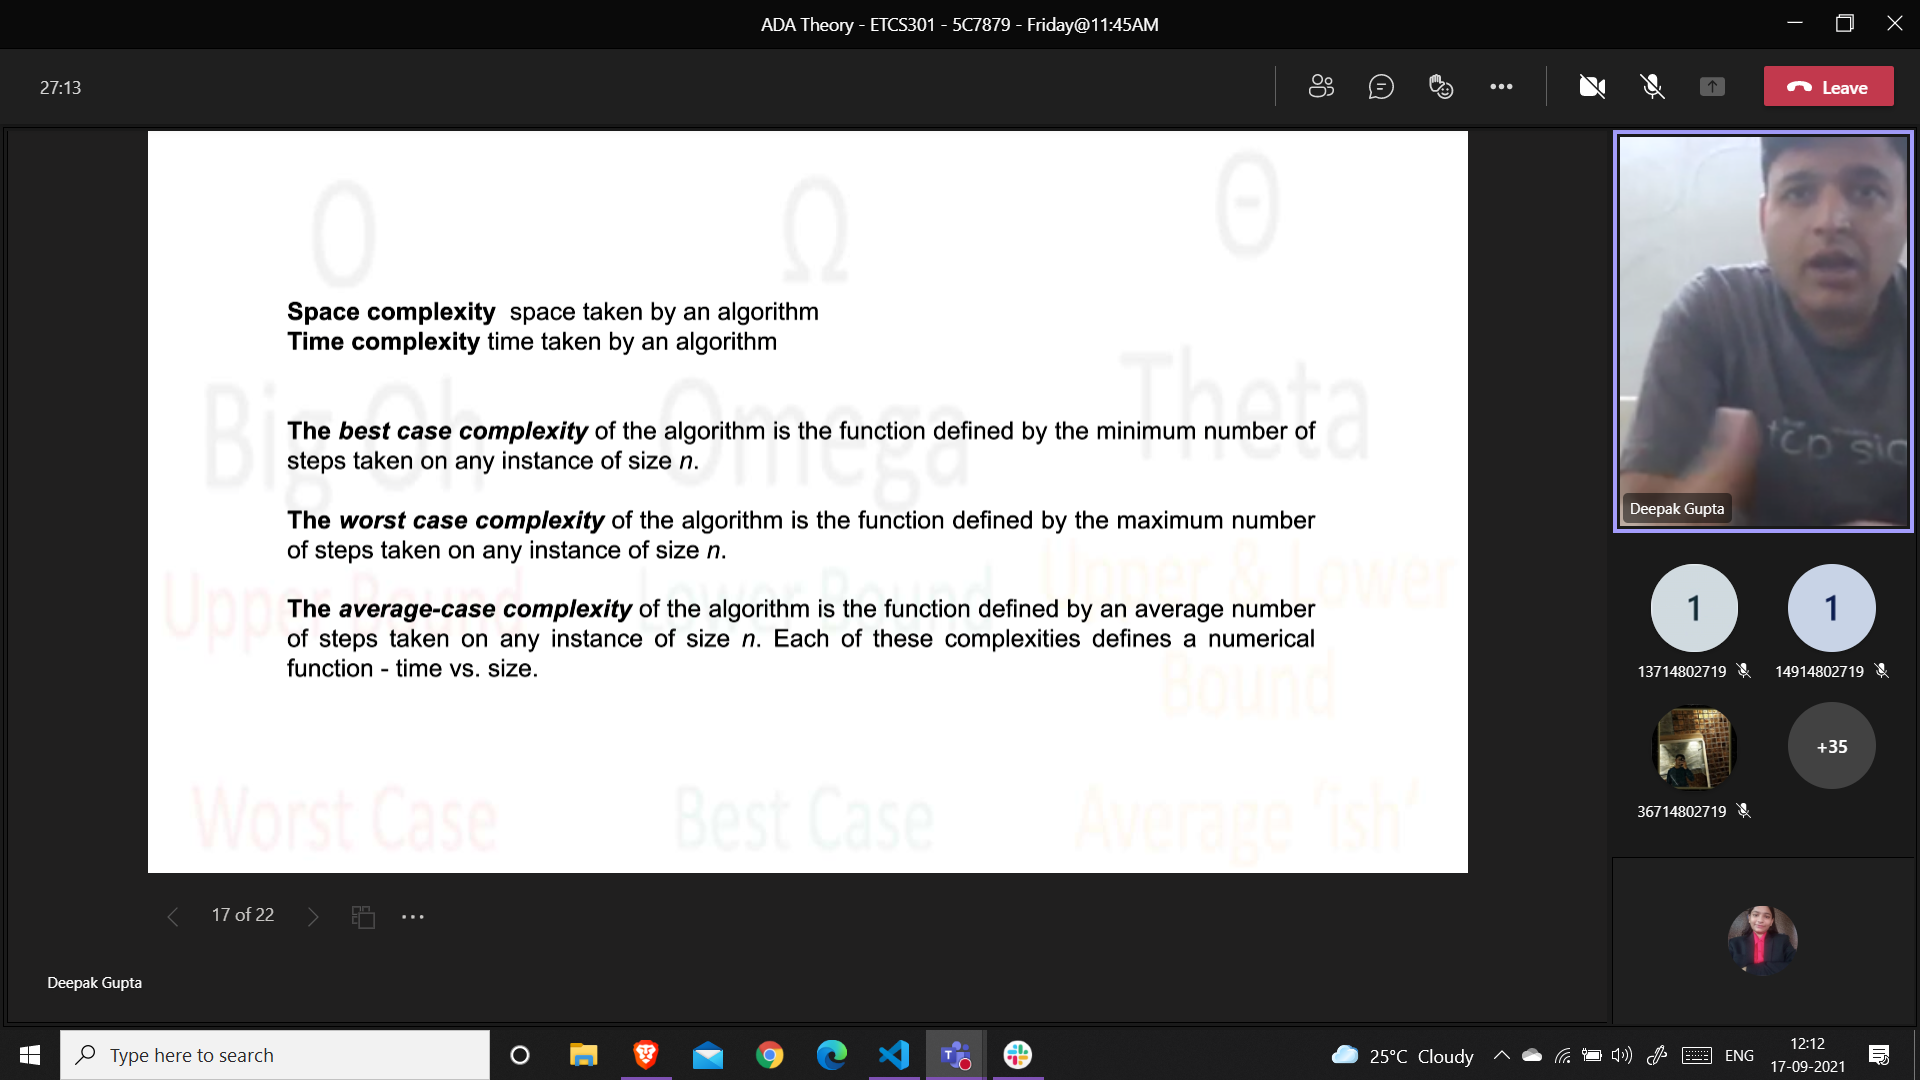 ADA Theory - ETCS301 - 5C7879 - Friday@11:45AM
27:13
Leave
O Ω Θ
Space complexity space taken by an algorithm
Time complexity time taken by an algorithm
Big Oh Omega Theta
The best case complexity of the algorithm is the function defined by the minimum number of
steps taken on any instance of size n.
The worst case complexity of the algorithm is the function defined by the maximum number
of steps taken on any instance of size n.
Upper Bound Lower Bound Upper & Lower
Bound
The average-case complexity of the algorithm is the function defined by an average number
of steps taken on any instance of size n. Each of these complexities defines a numerical
function - time vs. size.
Worst Case Best Case Average 'ish'
17 of 22
Deepak Gupta
Deepak Gupta
1 1
13714802719 14914802719
+35
36714802719
Type here to search
25°C Cloudy
ENG
12:12
17-09-2021